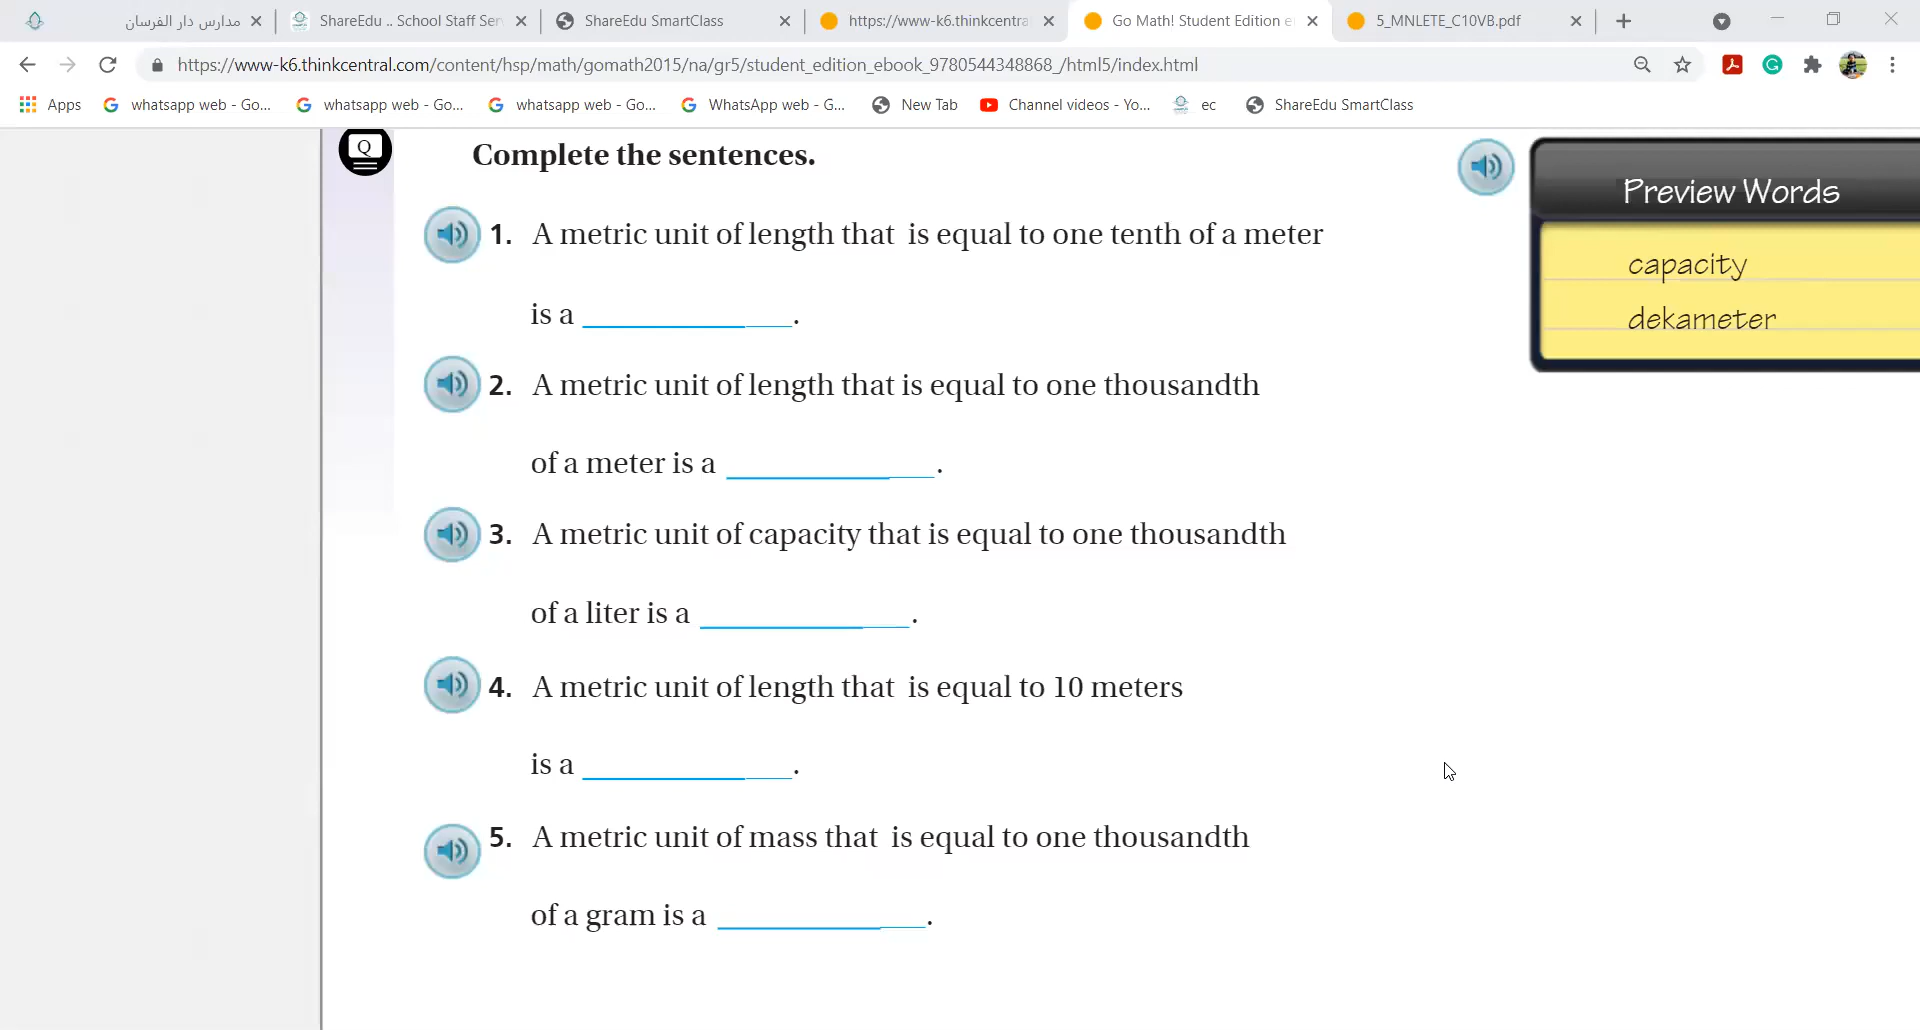 مدارس دار الفرسان
ShareEdu .. School Staff Ser
ShareEdu SmartClass
https://www-k6.thinkcentra
Go Math! Student Edition e
5_MNLETE_C10VB.pdf
https://www-k6.thinkcentral.com/content/hsp/math/gomath2015/na/gr5/student_edition_ebook_9780544348868_/html5/index.html
Apps
whatsapp web - Go...
whatsapp web - Go...
whatsapp web - Go...
WhatsApp web - G...
New Tab
Channel videos - Yo...
ec
ShareEdu SmartClass
Q
Complete the sentences.
1. A metric unit of length that is equal to one tenth of a meter
is a ______________.
2. A metric unit of length that is equal to one thousandth
of a meter is a ______________.
3. A metric unit of capacity that is equal to one thousandth
of a liter is a ______________.
4. A metric unit of length that is equal to 10 meters
is a ______________.
5. A metric unit of mass that is equal to one thousandth
of a gram is a ______________.
Preview Words
capacity
dekameter